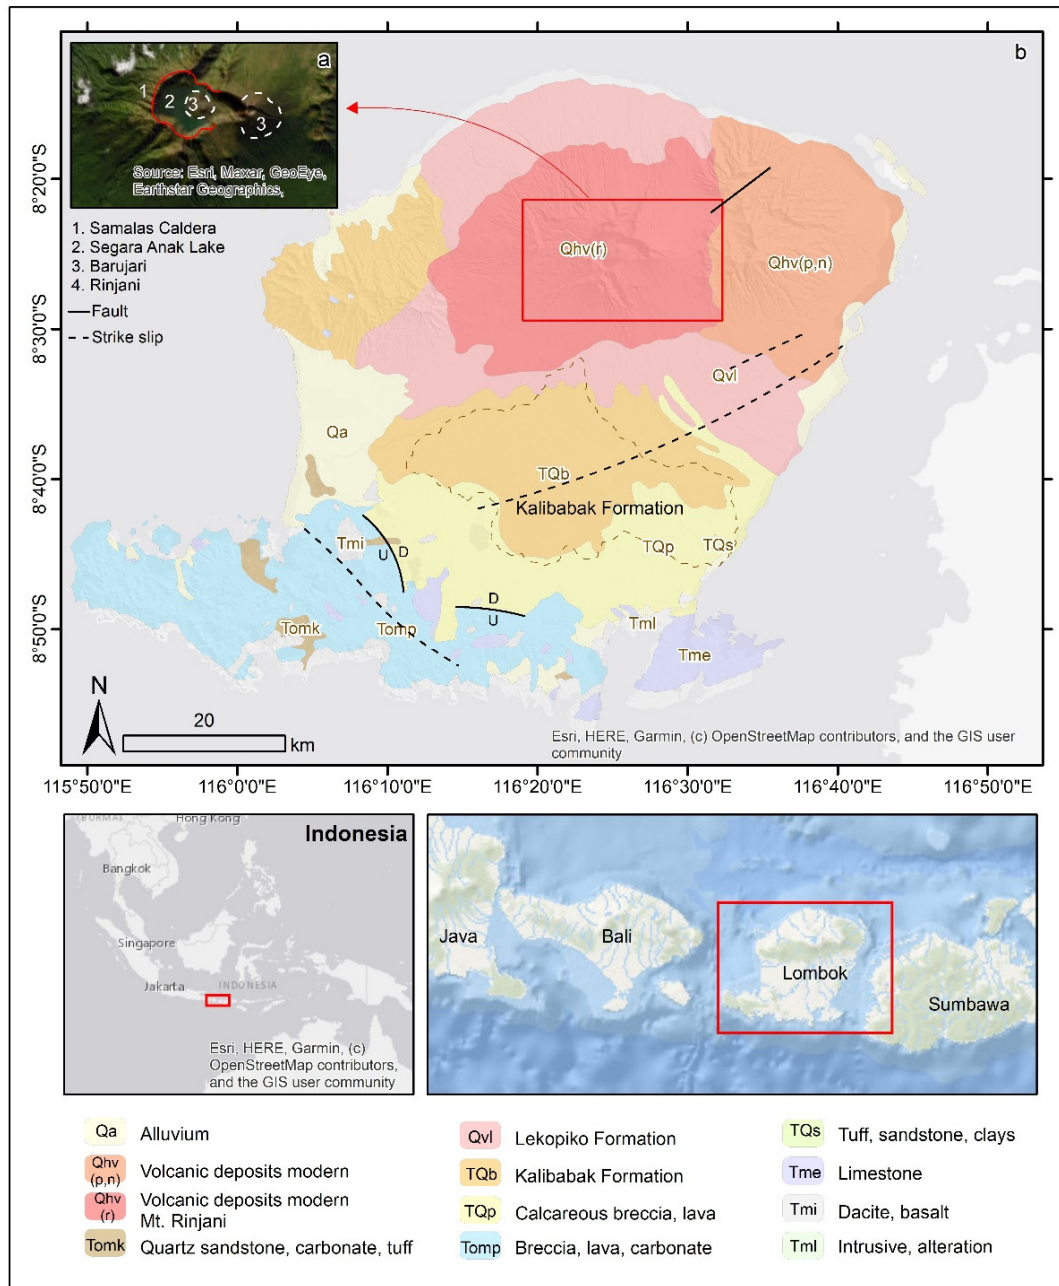 a
b
1
2
3
3
Source: Esri, Maxar, GeoEye,
Earthstar Geographics,
1. Samalas Caldera
2. Segara Anak Lake
3. Barujari
4. Rinjani
Fault
Strike slip
8°20'0"S
8°30'0"S
8°40'0"S
8°50'0"S
Qhv(r)
Qhv(p,n)
Qvl
Qa
TQb
Kalibabak Formation
TQp
TQs
Tmi
U
D
D
U
Tomk
Tomp
Tml
Tme
N
20
km
Esri, HERE, Garmin, (c) OpenStreetMap contributors, and the GIS user
community
115°50'0"E
116°0'0"E
116°10'0"E
116°20'0"E
116°30'0"E
116°40'0"E
116°50'0"E
Hong Kong
Indonesia
Bangkok
Singapore
Jakarta
INDONESIA
Esri, HERE, Garmin, (c)
OpenStreetMap contributors,
and the GIS user community
Java
Bali
Lombok
Sumbawa
Qa Alluvium
Qhv (p,n) Volcanic deposits modern
Qhv (r) Volcanic deposits modern
Mt. Rinjani
Tomk Quartz sandstone, carbonate, tuff
Qvl Lekopiko Formation
TQb Kalibabak Formation
TQp Calcareous breccia, lava
Tomp Breccia, lava, carbonate
TQs Tuff, sandstone, clays
Tme Limestone
Tmi Dacite, basalt
Tml Intrusive, alteration